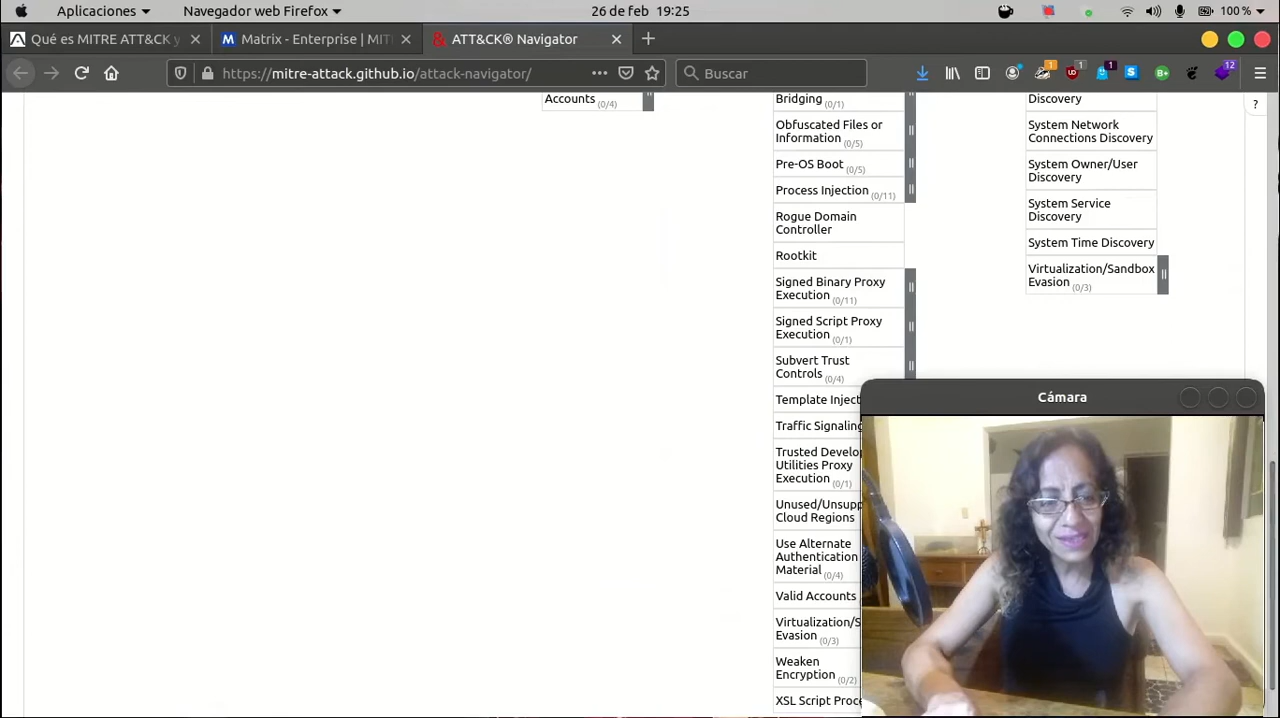 Aplicaciones
Navegador web Firefox
26 de feb 19:25
100 %
Qué es MITRE ATT&CK y
Matrix - Enterprise | MIT
ATT&CK® Navigator
https://mitre-attack.github.io/attack-navigator/
Buscar
1
1
1
12
Accounts (0/4)
Bridging (0/1)
Obfuscated Files or
Information (0/5)
Pre-OS Boot (0/5)
Process Injection (0/11)
Rogue Domain
Controller
Rootkit
Signed Binary Proxy
Execution (0/11)
Signed Script Proxy
Execution (0/1)
Subvert Trust
Controls (0/4)
Template Inject
Traffic Signaling
Trusted Develop
Utilities Proxy
Execution (0/1)
Unused/Unsupp
Cloud Regions
Use Alternate
Authentication
Material (0/4)
Valid Accounts
Virtualization/S
Evasion (0/3)
Weaken
Encryption (0/2)
XSL Script Proce
Discovery
System Network
Connections Discovery
System Owner/User
Discovery
System Service
Discovery
System Time Discovery
Virtualization/Sandbox
Evasion (0/3)
?
Cámara